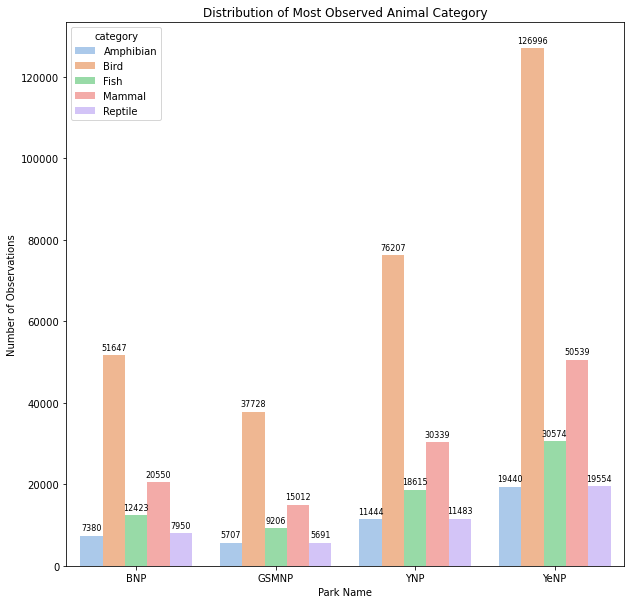 Distribution of Most Observed Animal Category
category
Amphibian
Bird
Fish
Mammal
Reptile
Number of Observations
120000
100000
80000
60000
40000
20000
0
7380
51647
12423
20550
7950
5707
37728
9206
15012
5691
11444
76207
18615
30339
11483
19440
126996
30574
50539
19554
BNP
GSMNP
YNP
YeNP
Park Name